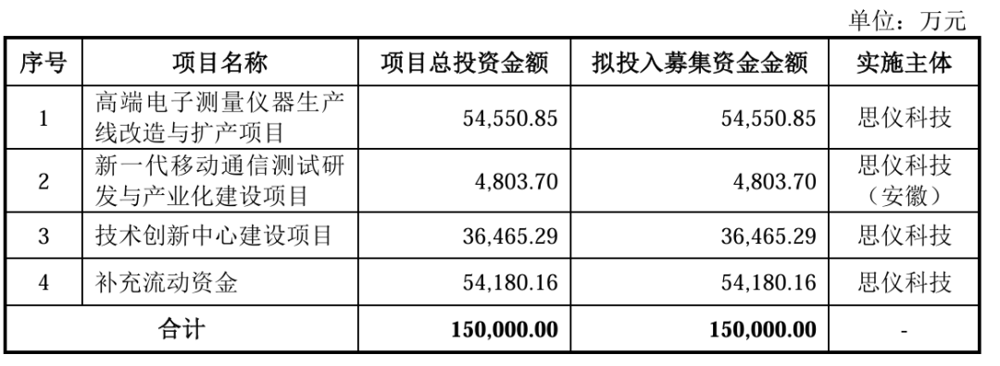 单位：万元
序号 项目名称 项目总投资金额 拟投入募集资金金额 实施主体
1 高端电子测量仪器生产 54,550.85 54,550.85 思仪科技
线改造与扩产项目
2 新一代移动通信测试研 4,803.70 4,803.70 思仪科技
发与产业化建设项目 （安徽）
3 技术创新中心建设项目 36,465.29 36,465.29 思仪科技
4 补充流动资金 54,180.16 54,180.16 思仪科技
合计 150,000.00 150,000.00 -